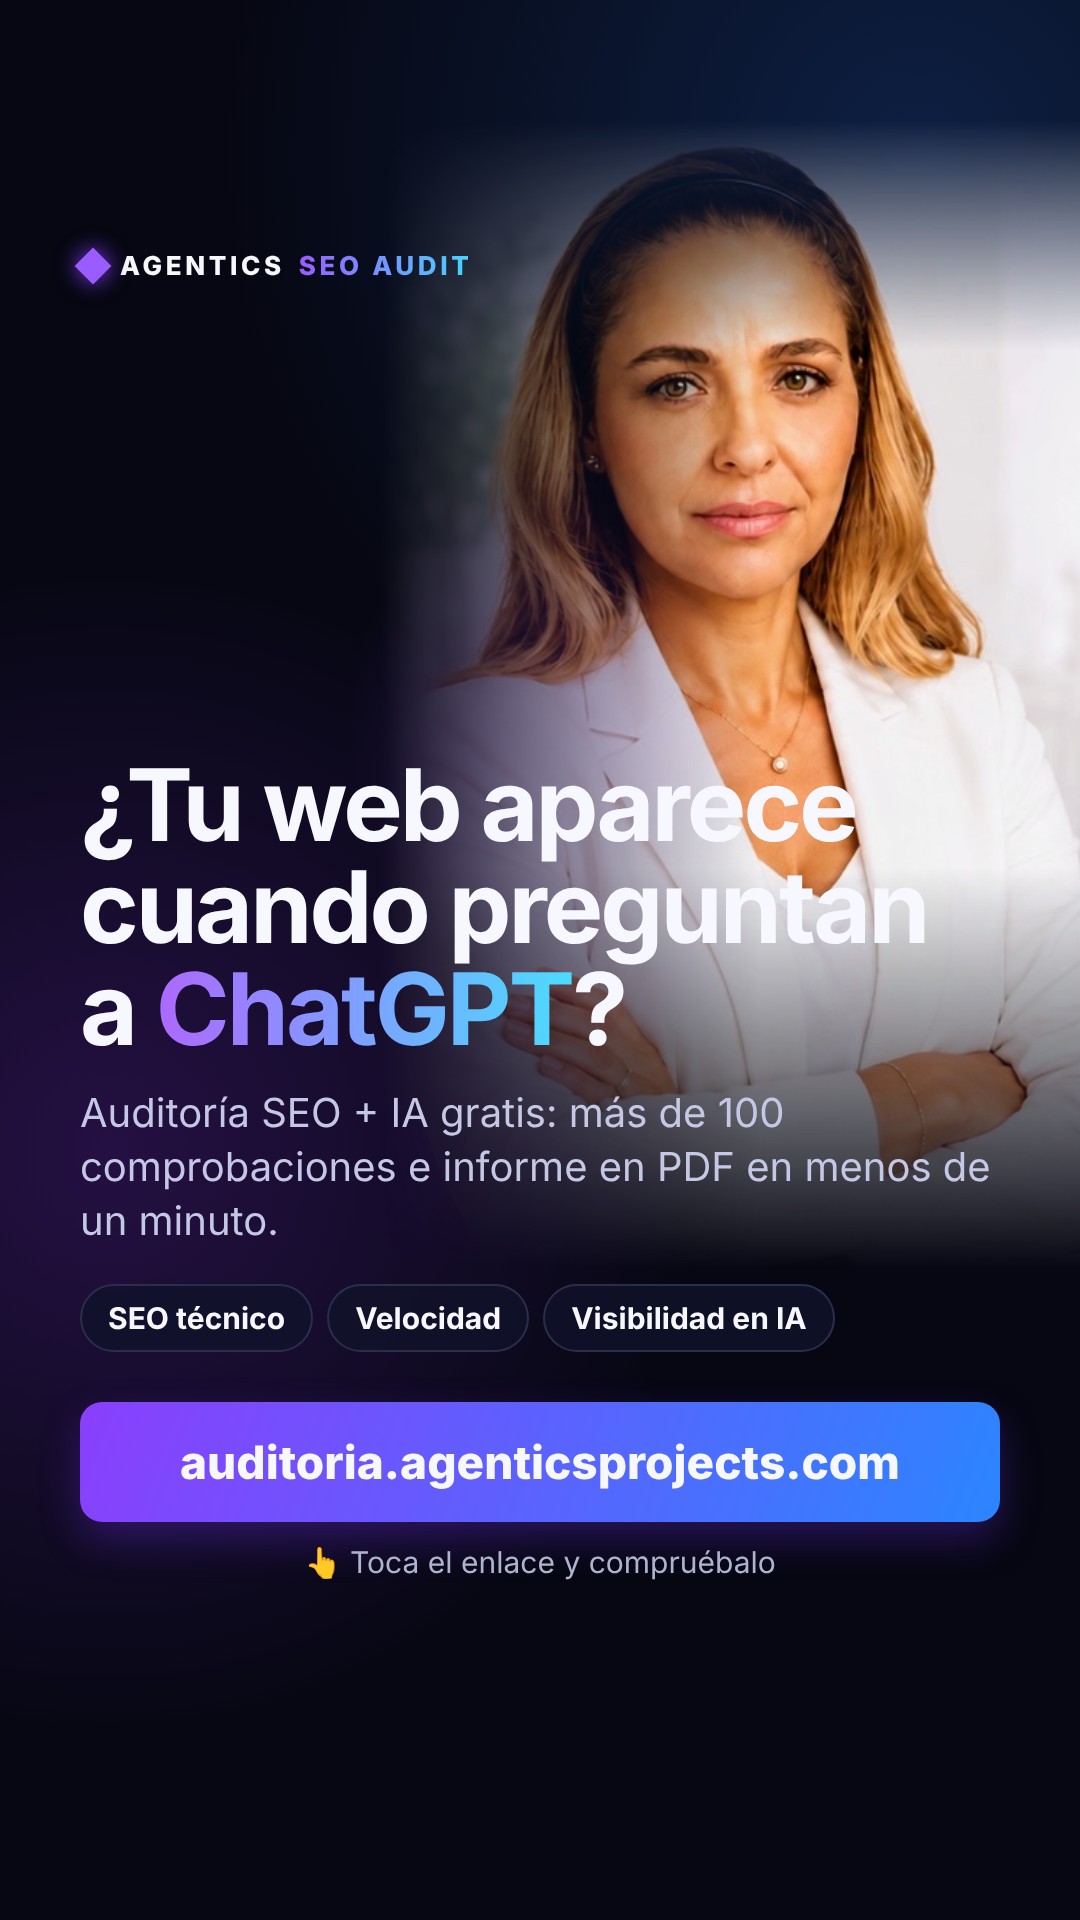 AGENTICS SEO AUDIT
¿Tu web aparece
cuando preguntan
a ChatGPT?
Auditoría SEO + IA gratis: más de 100
comprobaciones e informe en PDF en menos de
un minuto.
SEO técnico Velocidad Visibilidad en IA
auditoria.agenticsprojects.com
👆 Toca el enlace y compruébalo